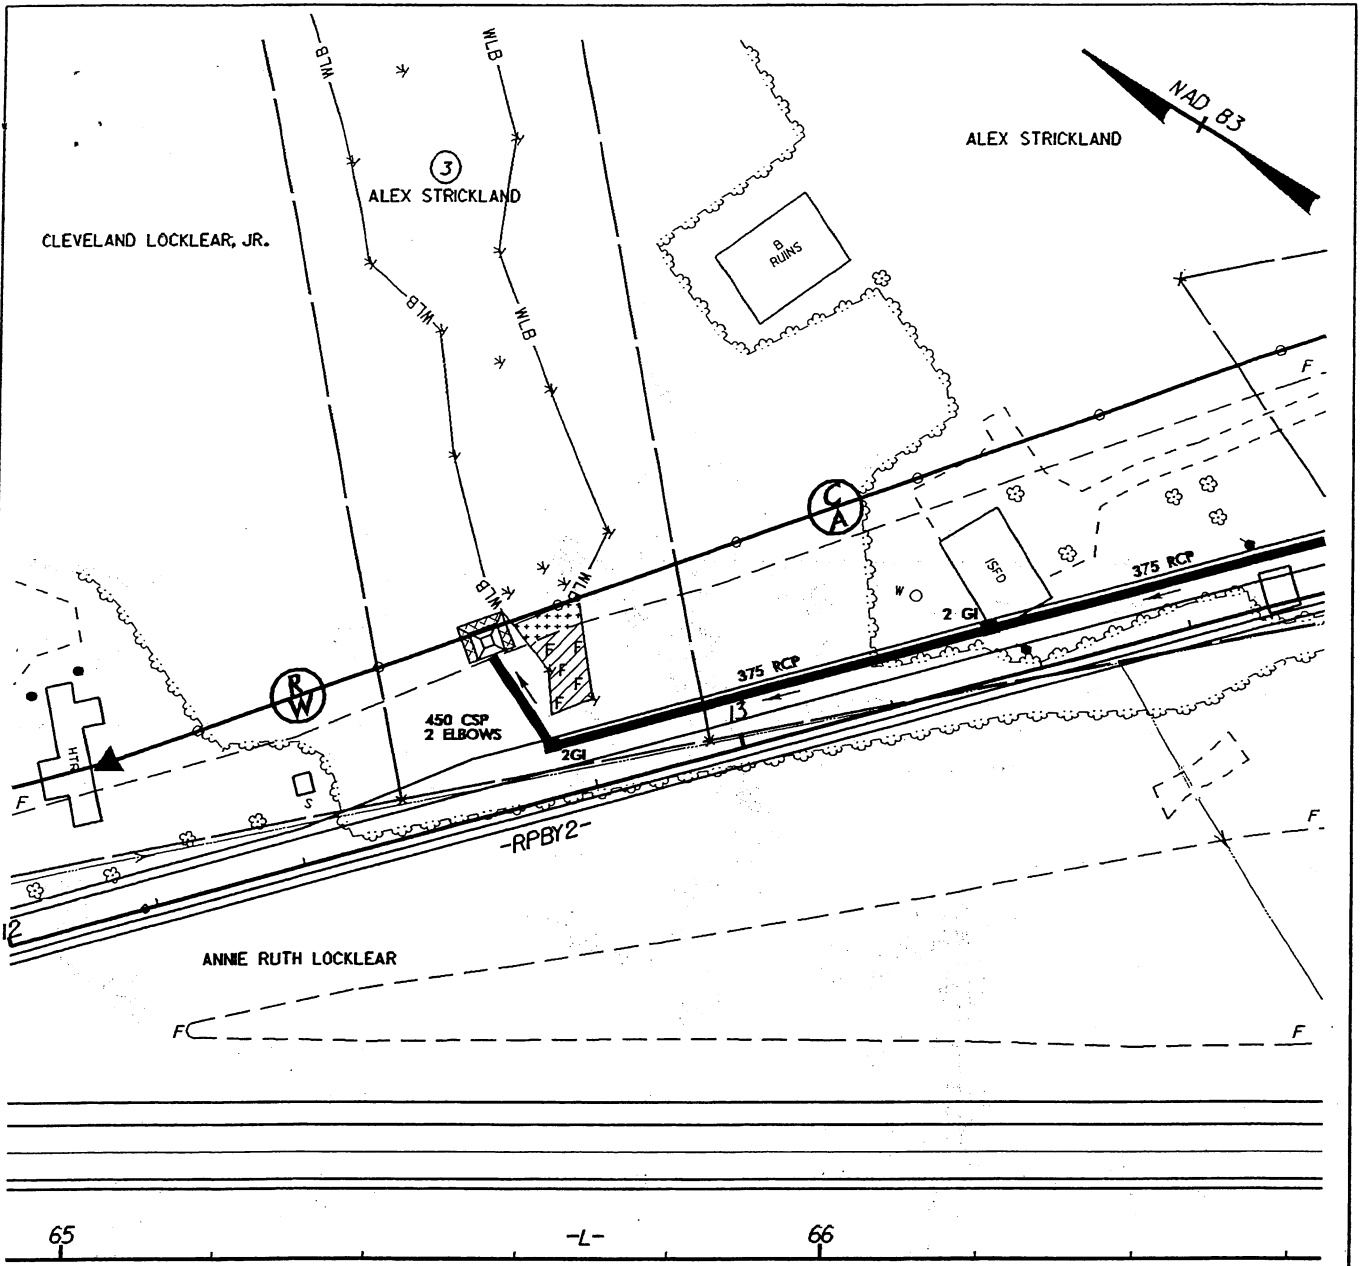 WLB
WLB
NAD 83
3
ALEX STRICKLAND
ALEX STRICKLAND
CLEVELAND LOCKLEAR, JR.
B
RUINS
WLB
WLB
F
C
A
ISFD
375 RCP
WLB
WLB
W
2 GI
F F
F
F
F
375 RCP
R
W
450 CSP
2 ELBOWS
13
2GI
HTR
F
S
-RPBY2-
F
12
ANNIE RUTH LOCKLEAR
F
F
65
-L-
66